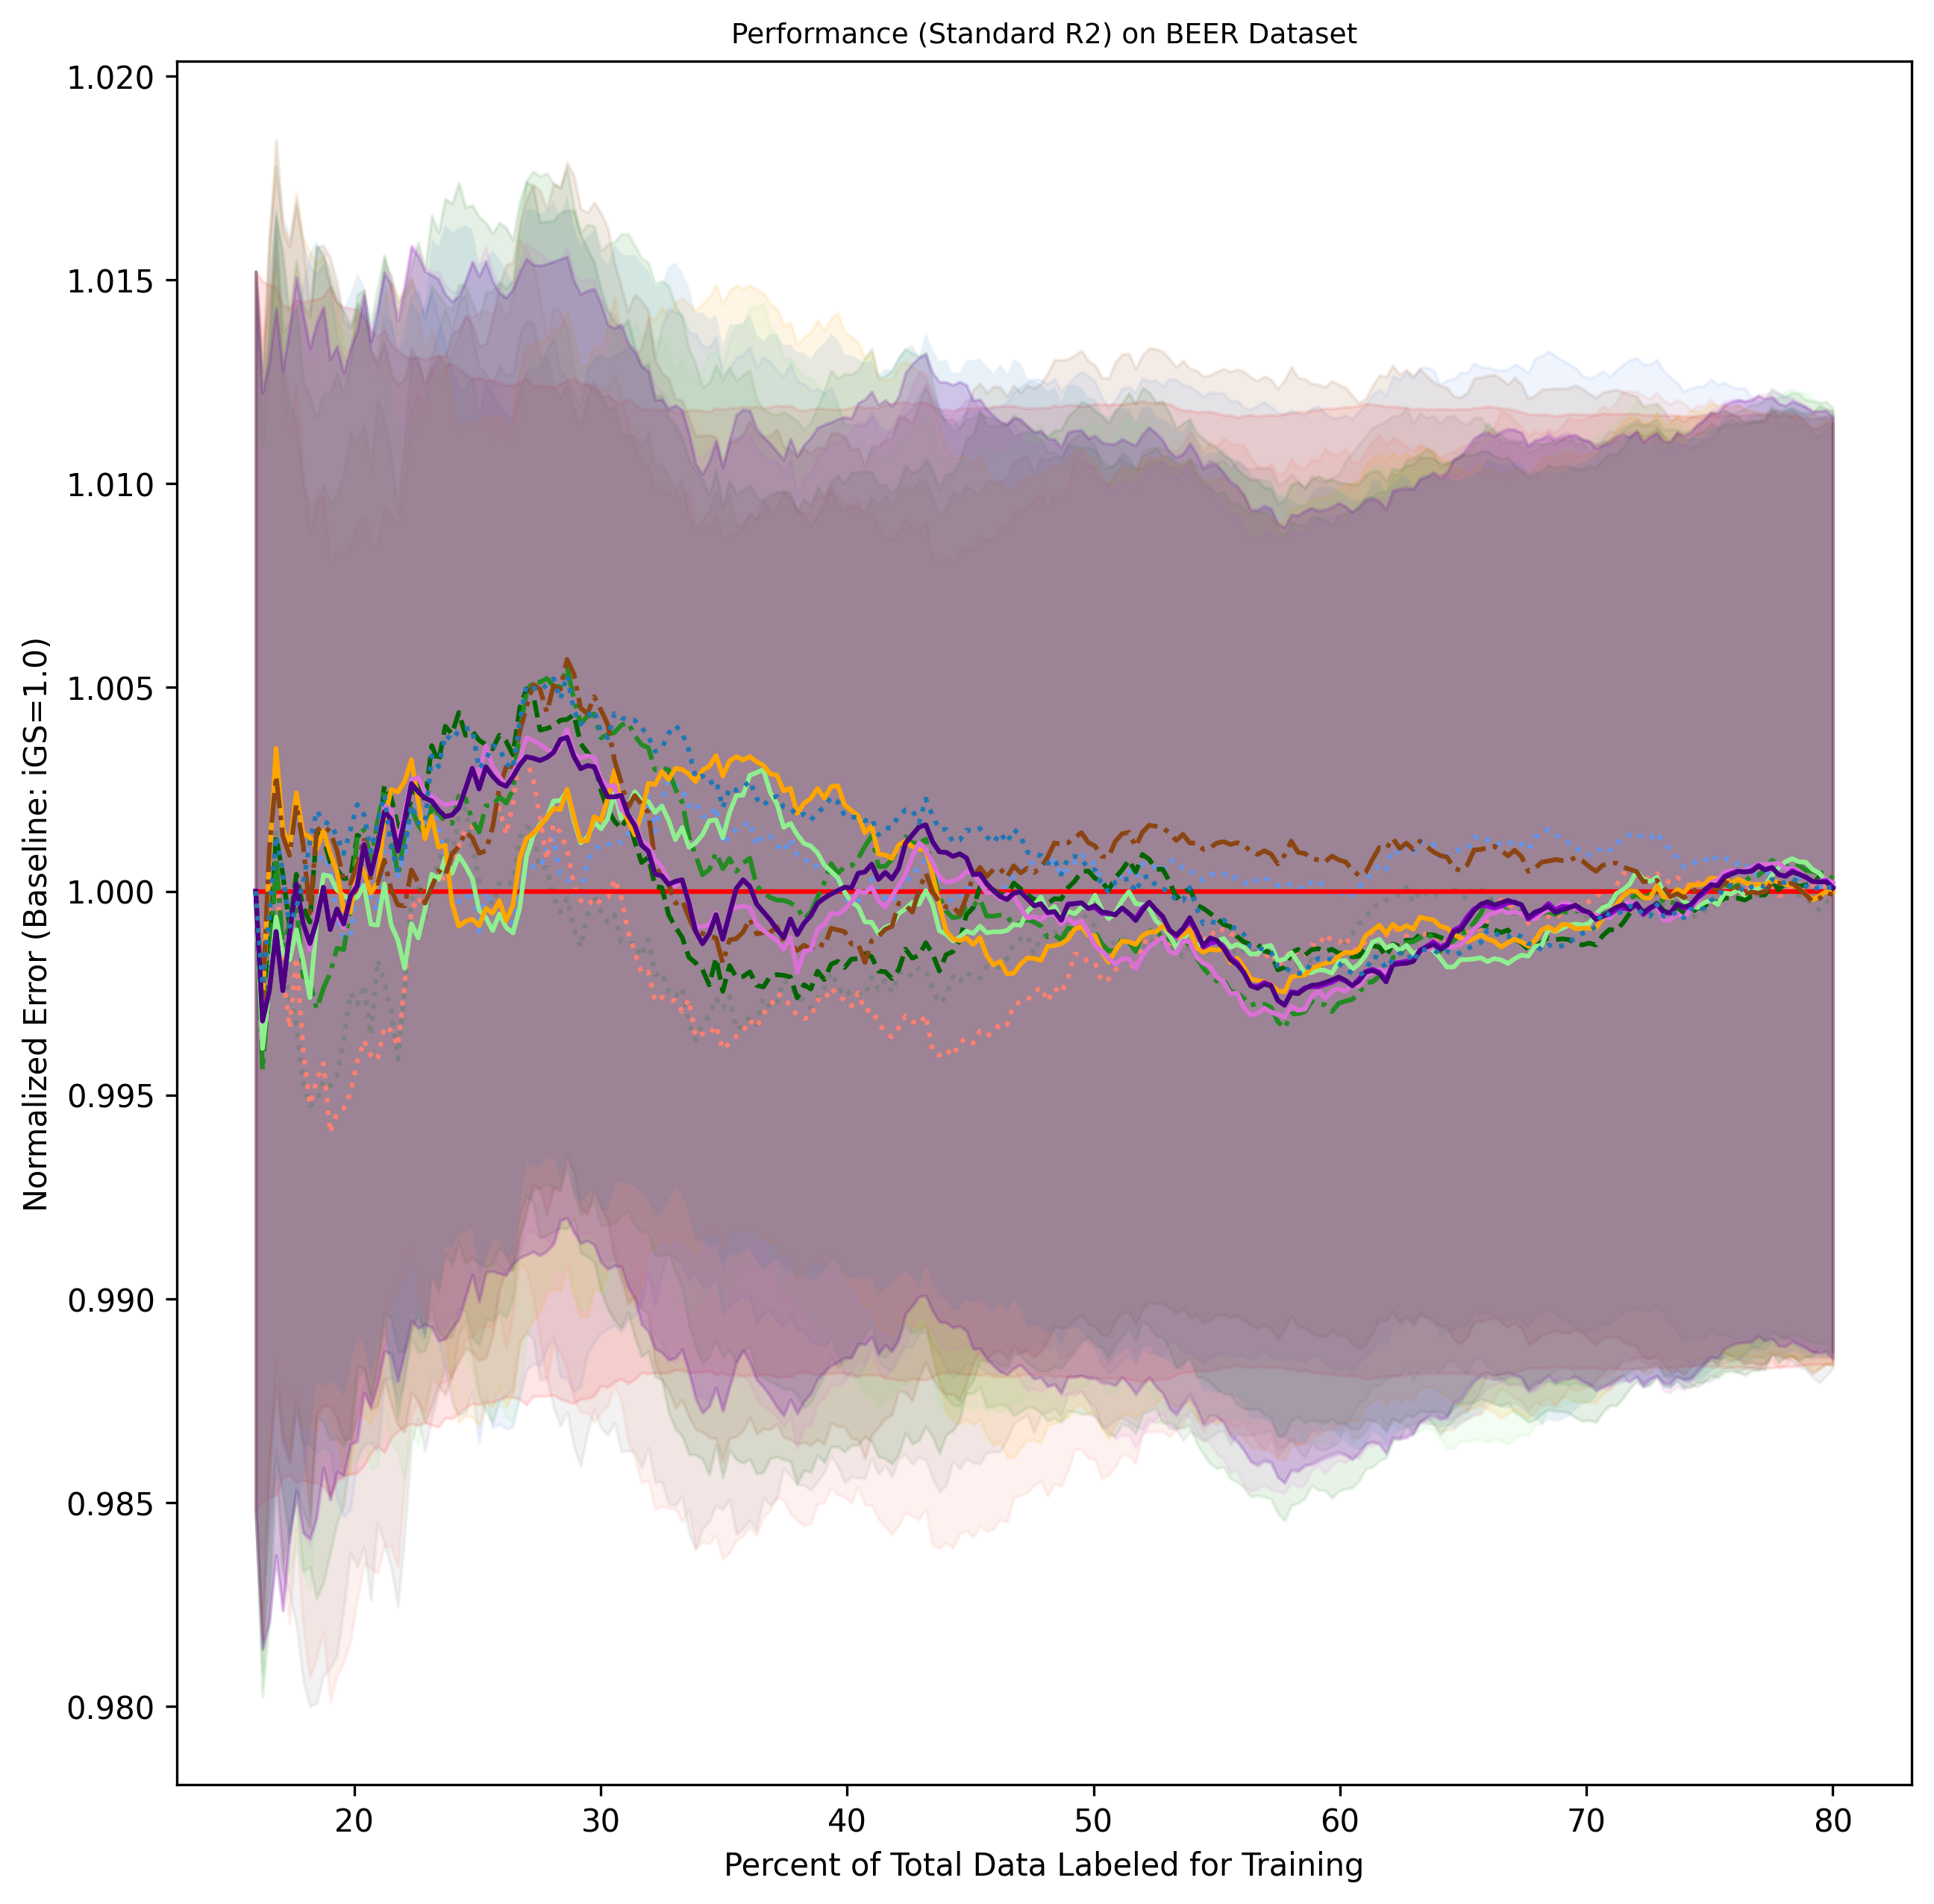 Performance (Standard R2) on BEER Dataset
1.020
1.015
1.010
1.005
1.000
0.995
0.990
0.985
0.980
Normalized Error (Baseline: iGS=1.0)
20 30 40 50 60 70 80
Percent of Total Data Labeled for Training